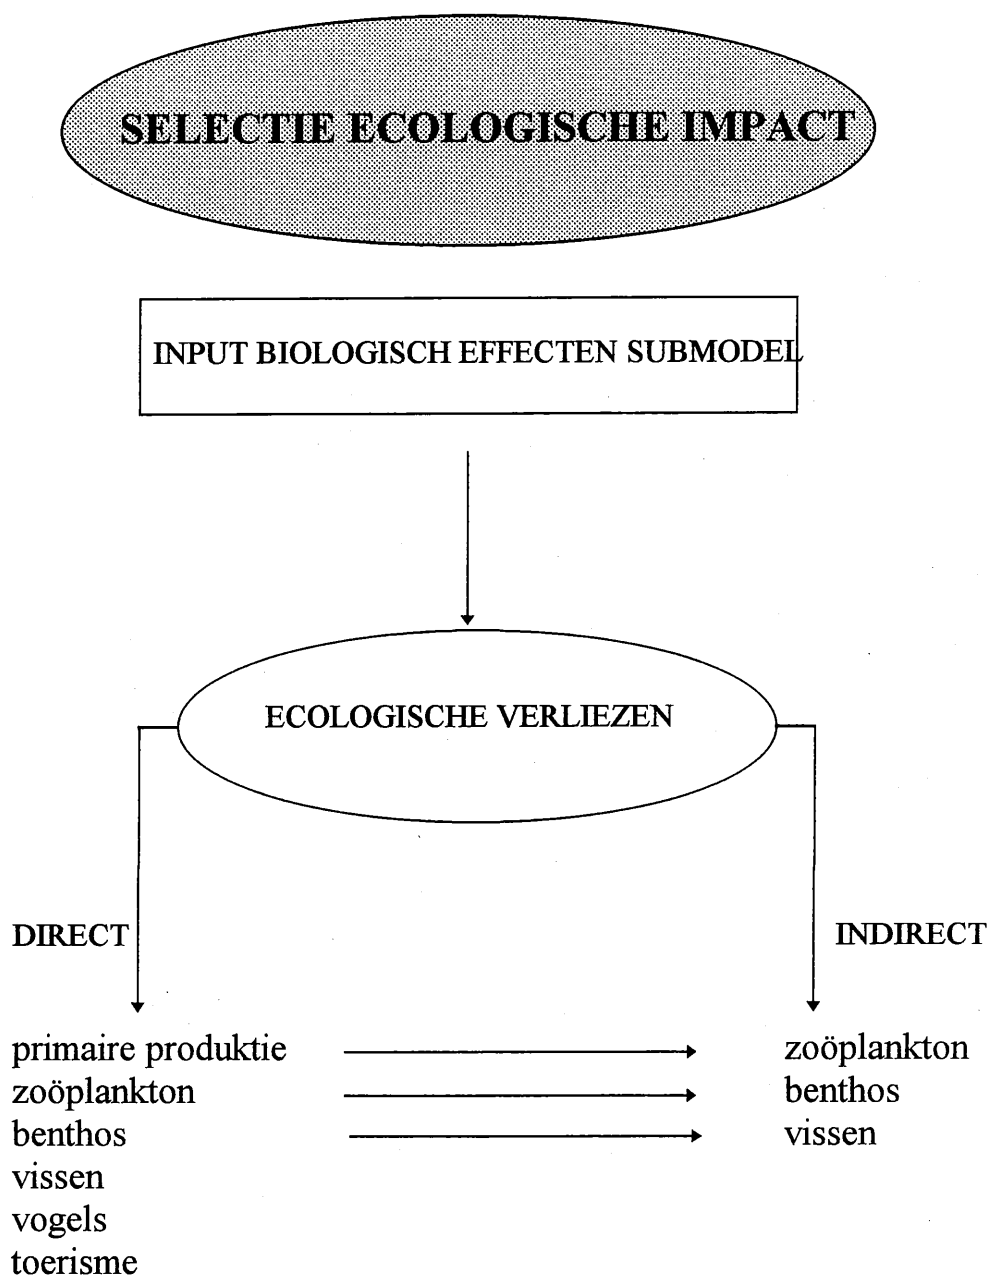 SELECTIE ECOLOGISCHE IMPACT
INPUT BIOLOGISCH EFFECTEN SUBMODEL
ECOLOGISCHE VERLIEZEN
DIRECT
INDIRECT
primaire produktie
zoöplankton
benthos
vissen
vogels
toerisme
zoöplankton
benthos
vissen